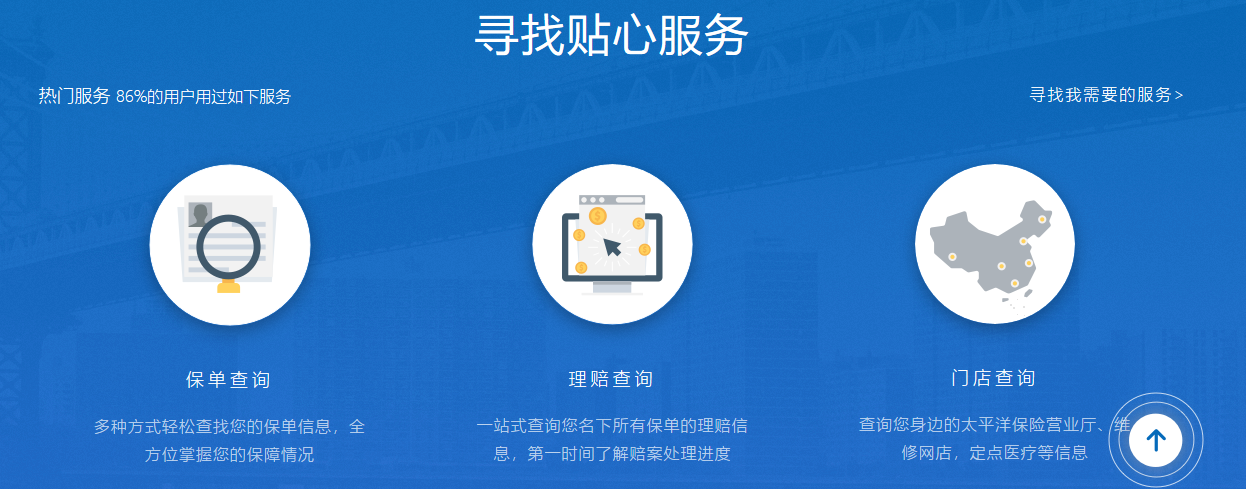 寻找贴心服务
热门服务 86%的用户用过如下服务
寻找我需要的服务>
保单查询
理赔查询
门店查询
多种方式轻松查找您的保单信息，全
方位掌握您的保障情况
一站式查询您名下所有保单的理赔信
息，第一时间了解赔案处理进度
查询您身边的太平洋保险营业厅、维
修网店，定点医疗等信息